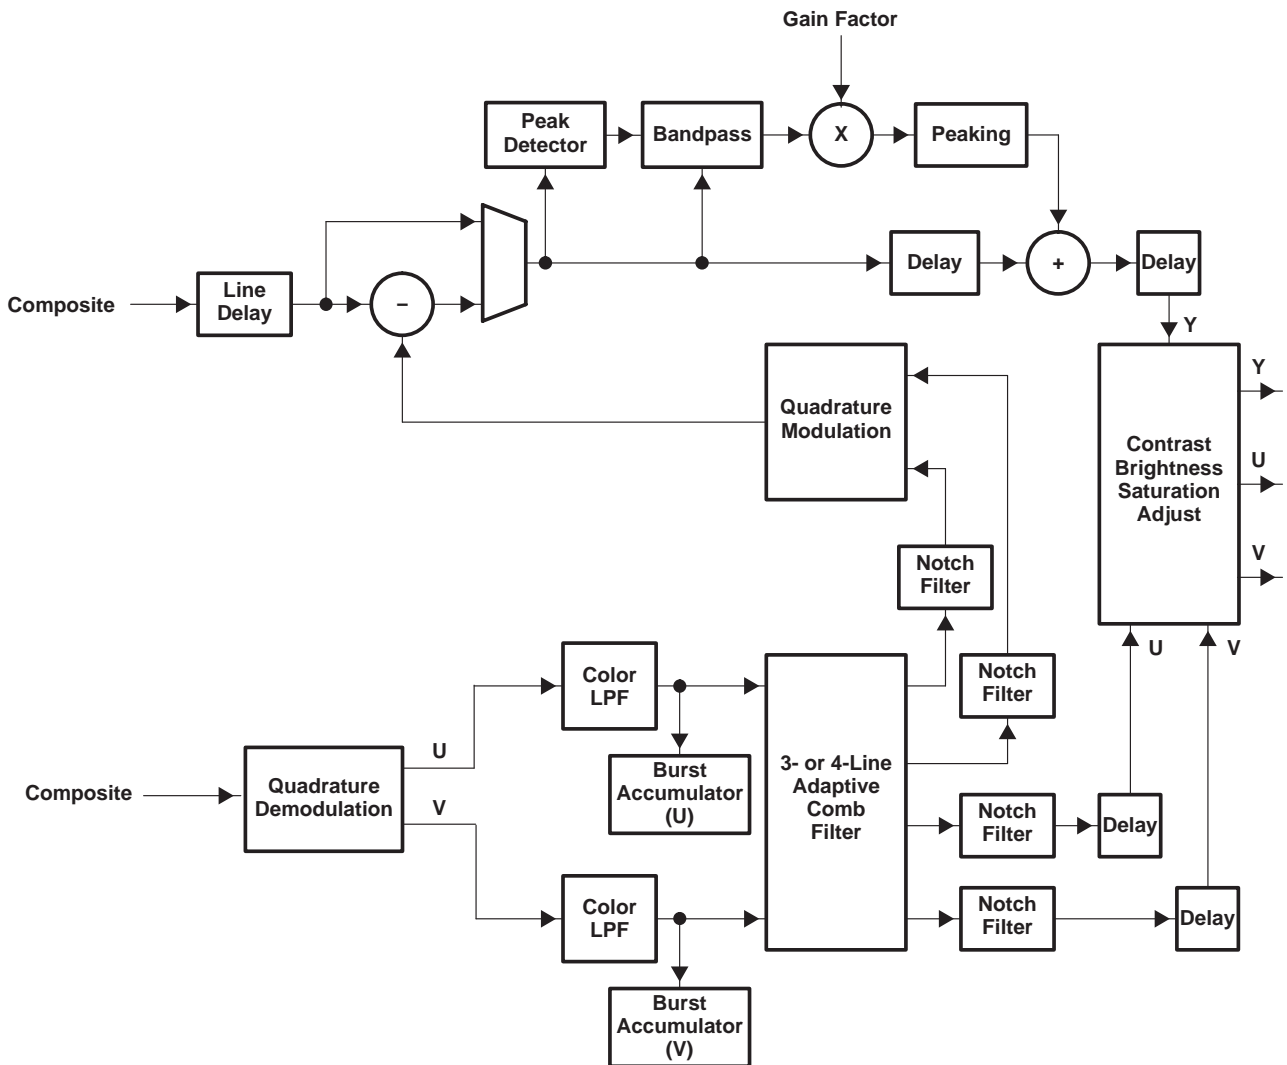 Gain Factor
Peak
Detector
Bandpass
X
Peaking
Composite
Line
Delay
–
Delay
+
Delay
Y
Quadrature
Modulation
Contrast
Brightness
Saturation
Adjust
Y
U
V
Notch
Filter
U
V
Color
LPF
Notch
Filter
Composite
Quadrature
Demodulation
U
V
Burst
Accumulator
(U)
3- or 4-Line
Adaptive
Comb
Filter
Notch
Filter
Delay
Color
LPF
Notch
Filter
Delay
Burst
Accumulator
(V)